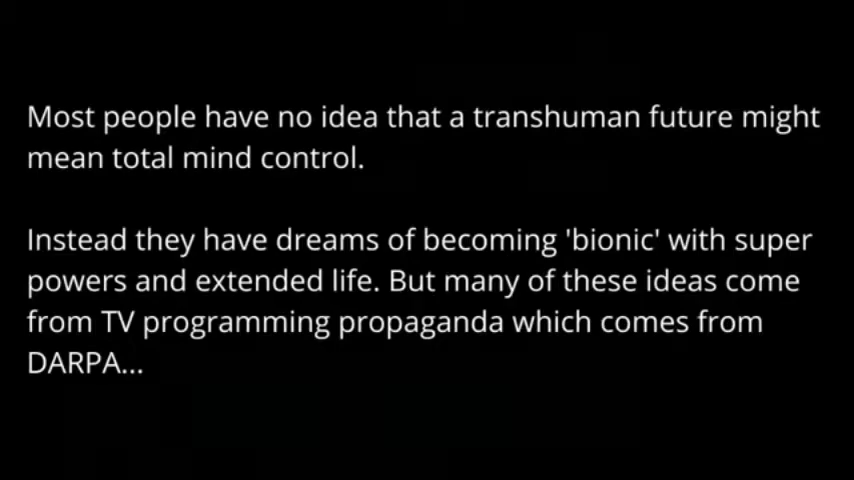 Most people have no idea that a transhuman future might
mean total mind control.
Instead they have dreams of becoming 'bionic' with super
powers and extended life. But many of these ideas come
from TV programming propaganda which comes from
DARPA...